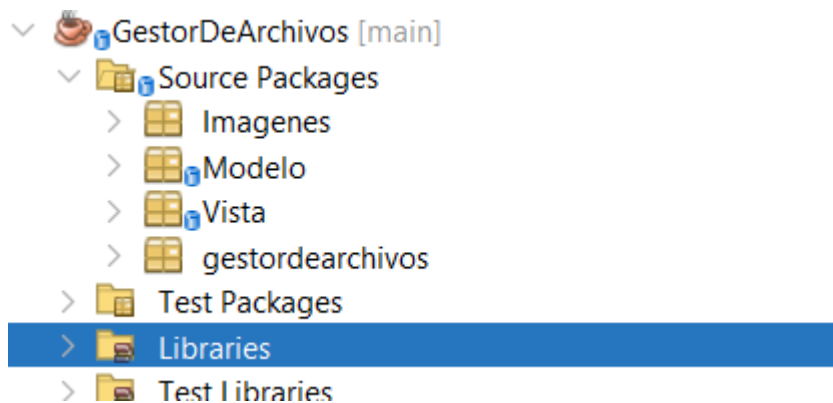 GestorDeArchivos [main]
Source Packages
Imagenes
Modelo
Vista
gestordearchivos
Test Packages
Libraries
Test Libraries